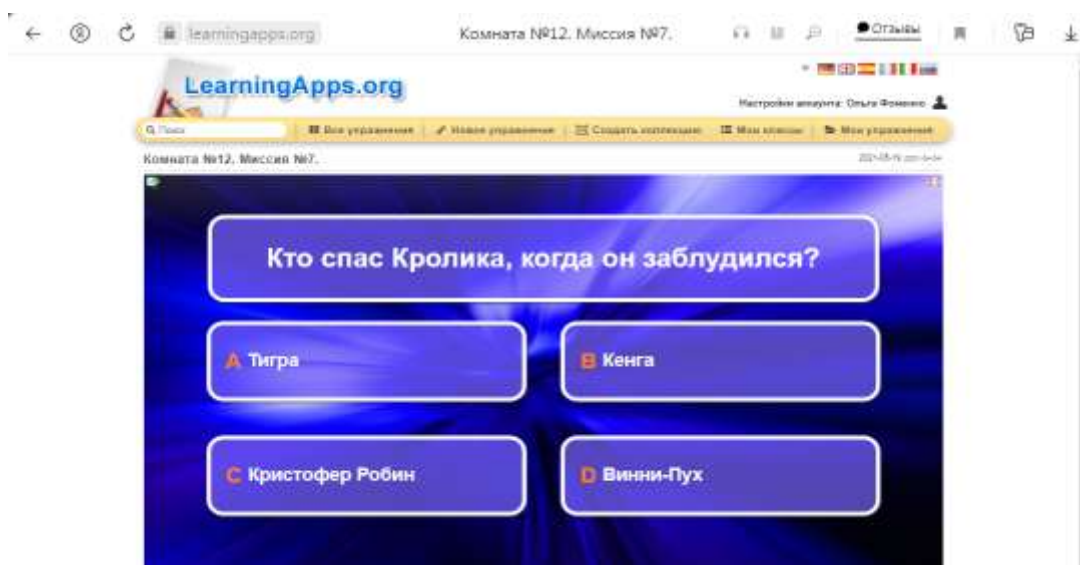 learningapps.org
Комната №12. Миссия №7.
Отзывы
LearningApps.org
Настройки аккаунта: Ольга Фоменко
Поиск
Все упражнения
Новое упражнение
Создать коллекцию
Мои классы
Мои упражнения
Комната №12. Миссия №7.
Кто спас Кролика, когда он заблудился?
A Тигра
B Кенга
C Кристофер Робин
D Винни-Пух